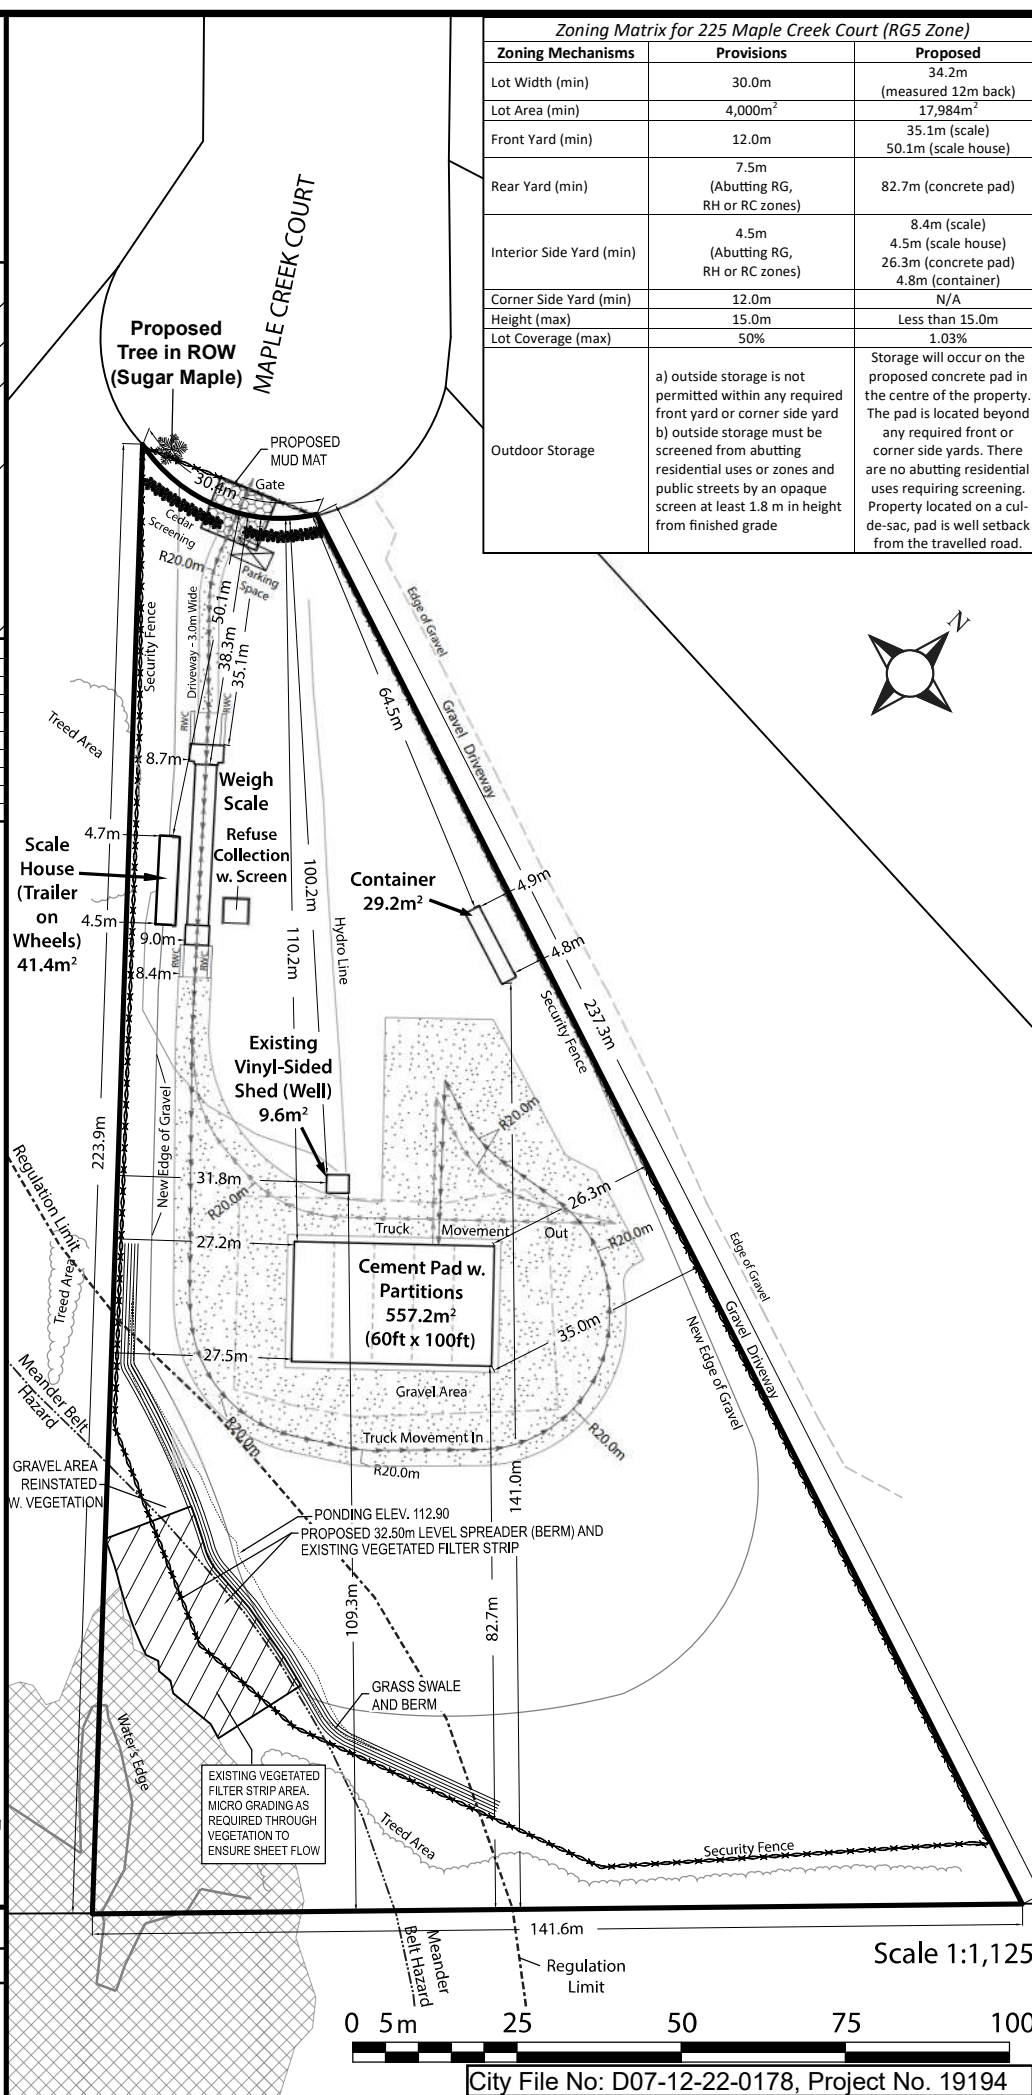 Zoning Matrix for 225 Maple Creek Court (RG5 Zone)
Zoning Mechanisms Provisions Proposed
Lot Width (min) 30.0m 34.2m
(measured 12m back)
Lot Area (min) 4,000m² 17,984m²
Front Yard (min) 12.0m 35.1m (scale)
50.1m (scale house)
Rear Yard (min) 7.5m
(Abutting RG,
RH or RC zones)
82.7m (concrete pad)
Interior Side Yard (min) 4.5m
(Abutting RG,
RH or RC zones)
8.4m (scale)
4.5m (scale house)
26.3m (concrete pad)
4.8m (container)
Corner Side Yard (min) 12.0m N/A
Height (max) 15.0m Less than 15.0m
Lot Coverage (max) 50% 1.03%
Outdoor Storage
a) outside storage is not
permitted within any required
front yard or corner side yard
b) outside storage must be
screened from abutting
residential uses or zones and
public streets by an opaque
screen at least 1.8 m in height
from finished grade
Storage will occur on the
proposed concrete pad in
the centre of the property.
The pad is located beyond
any required front or
corner side yards. There
are no abutting residential
uses requiring screening.
Property located on a cul-
de-sac, pad is well setback
from the travelled road.
MAPLE CREEK COURT
Proposed
Tree in ROW
(Sugar Maple)
PROPOSED
MUD MAT
30.4m
Gate
Cedar
Screening
R20.0m
Parking
Space
Security Fence
Driveway - 3.0m Wide
50.1m
38.3m
35.1m
Edge of Gravel
N
64.5m
Gravel Driveway
Treed Area
RWC
RWC
8.7m
Weigh
Scale
4.7m
Scale
House
(Trailer
on
Wheels)
41.4m²
Refuse
Collection
w. Screen
100.2m
Container
29.2m²
4.9m
4.5m
9.0m
110.2m
Hydro Line
4.8m
RWC
RWC
8.4m
Security Fence
237.3m
Existing
Vinyl-Sided
Shed (Well)
9.6m²
R20.0m
223.9m
New Edge of Gravel
Regulation Limit
31.8m
R20.0m
26.3m
Truck Movement Out
R20.0m
27.2m
Cement Pad w.
Partitions
557.2m²
(60ft x 100ft)
Treed Area
Edge of Gravel
35.0m
27.5m
New Edge of Gravel
Gravel Driveway
Meander Belt
Hazard
Gravel Area
R20.0m
Truck Movement In
R20.0m
R20.0m
GRAVEL AREA
REINSTATED
W. VEGETATION
141.0m
PONDING ELEV. 112.90
PROPOSED 32.50m LEVEL SPREADER (BERM) AND
EXISTING VEGETATED FILTER STRIP
109.3m
82.7m
GRASS SWALE
AND BERM
Water's Edge
EXISTING VEGETATED
FILTER STRIP AREA.
MICRO GRADING AS
REQUIRED THROUGH
VEGETATION TO
ENSURE SHEET FLOW
Treed Area
Security Fence
141.6m
Meander
Belt Hazard
Regulation
Limit
Scale 1:1,125
0 5m 25 50 75 100
City File No: D07-12-22-0178, Project No. 19194